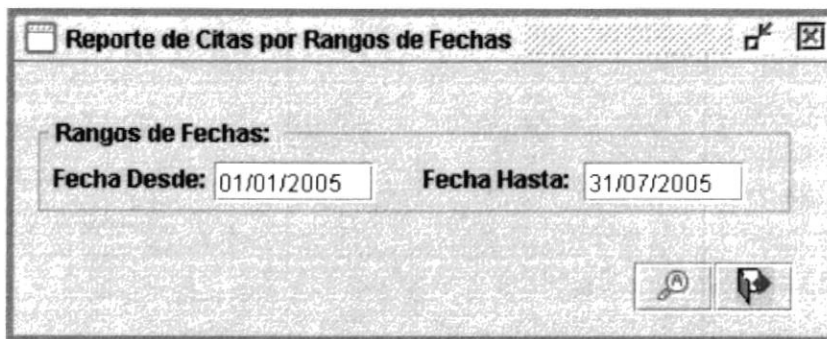 Reporte de Citas por Rangos de Fechas
Rangos de Fechas:
Fecha Desde: 01/01/2005 Fecha Hasta: 31/07/2005